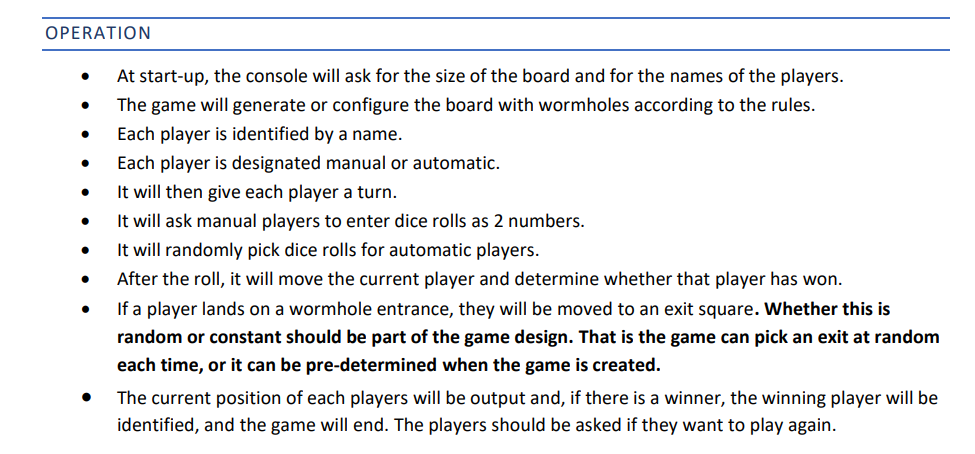 OPERATION
• At start-up, the console will ask for the size of the board and for the names of the players.
• The game will generate or configure the board with wormholes according to the rules.
• Each player is identified by a name.
• Each player is designated manual or automatic.
• It will then give each player a turn.
• It will ask manual players to enter dice rolls as 2 numbers.
• It will randomly pick dice rolls for automatic players.
• After the roll, it will move the current player and determine whether that player has won.
• If a player lands on a wormhole entrance, they will be moved to an exit square. Whether this is
random or constant should be part of the game design. That is the game can pick an exit at random
each time, or it can be pre-determined when the game is created.
• The current position of each players will be output and, if there is a winner, the winning player will be
identified, and the game will end. The players should be asked if they want to play again.